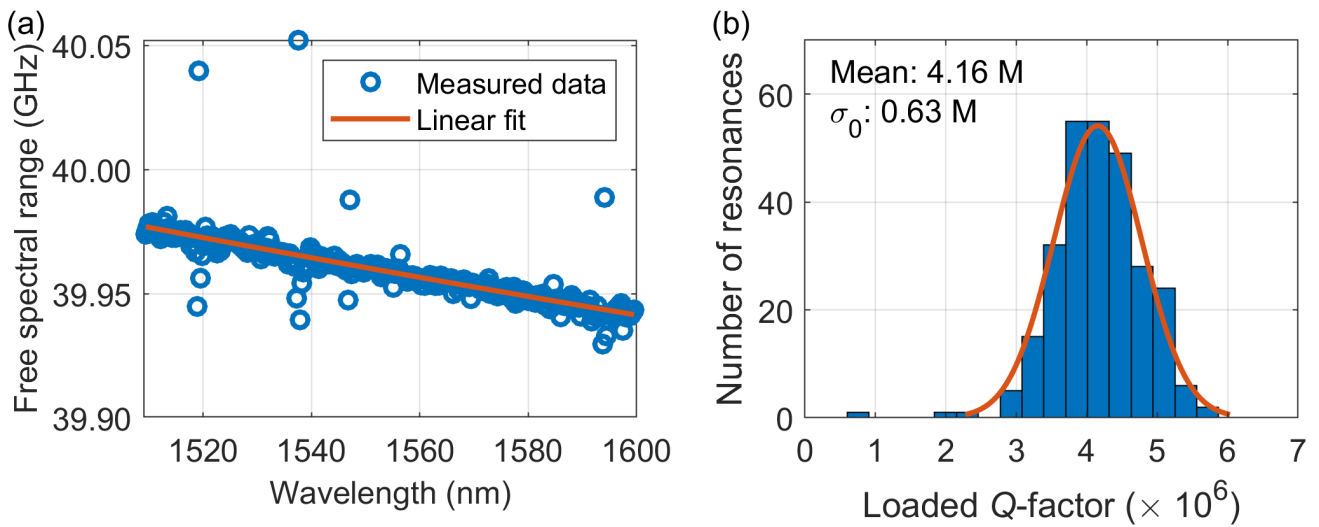 (a)
Free spectral range (GHz)
40.05
40.00
39.95
39.90
Measured data
Linear fit
1520 1540 1560 1580 1600
Wavelength (nm)
(b)
Number of resonances
60
40
20
0
Mean: 4.16 M
σ₀: 0.63 M
0 1 2 3 4 5 6 7
Loaded Q-factor (× 10⁶)